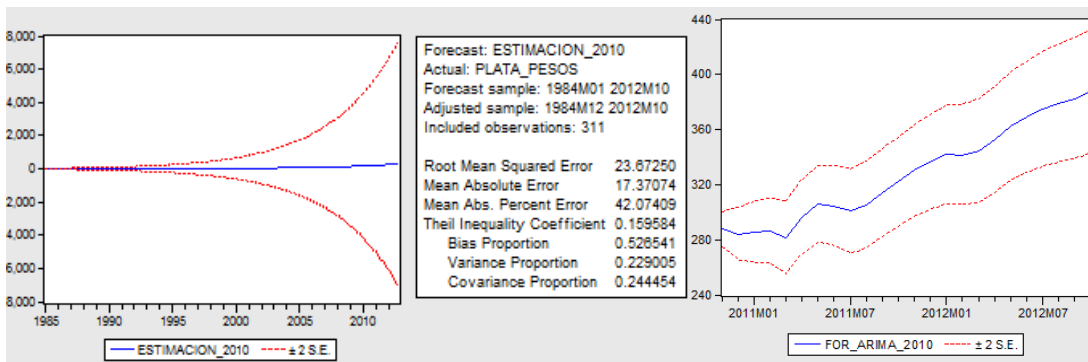 8,000
6,000
4,000
2,000
0
2,000
4,000
6,000
8,000
1985 1990 1995 2000 2005 2010
ESTIMACION_2010 ± 2 S.E.
Forecast: ESTIMACION_2010
Actual: PLATA_PESOS
Forecast sample: 1984M01 2012M10
Adjusted sample: 1984M12 2012M10
Included observations: 311
Root Mean Squared Error 23.67250
Mean Absolute Error 17.37074
Mean Abs. Percent Error 42.07409
Theil Inequality Coefficient 0.159584
Bias Proportion 0.526541
Variance Proportion 0.229005
Covariance Proportion 0.244454
440
400
360
320
280
240
2011M01 2011M07 2012M01 2012M07
FOR_ARIMA_2010 ± 2 S.E.